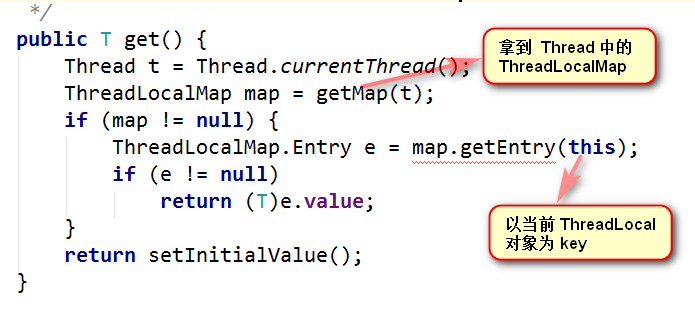 */
public T get() {
Thread t = Thread.currentThread();
ThreadLocalMap map = getMap(t);
if (map != null) {
ThreadLocalMap.Entry e = map.getEntry(this);
if (e != null)
return (T)e.value;
}
return setInitialValue();
}
拿到 Thread 中的
ThreadLocalMap
以当前 ThreadLocal
对象为 key